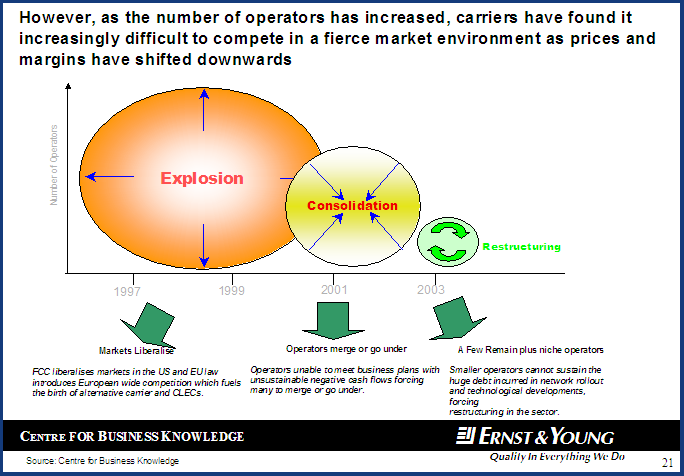 However, as the number of operators has increased, carriers have found it
increasingly difficult to compete in a fierce market environment as prices and
margins have shifted downwards
Number of Operators
Explosion
Consolidation
Restructuring
1997
1999
2001
2003
Markets Liberalise
Operators merge or go under
A Few Remain plus niche operators
FCC liberalises markets in the US and EU law
introduces European wide competition which fuels
the birth of alternative carrier and CLECs.
Operators unable to meet business plans with
unsustainable negative cash flows forcing
many to merge or go under.
Smaller operators cannot sustain the
huge debt incurred in network rollout
and technological developments,
forcing
restructuring in the sector.
CENTRE FOR BUSINESS KNOWLEDGE
ERNST & YOUNG
Quality In Everything We Do
Source: Centre for Business Knowledge
21